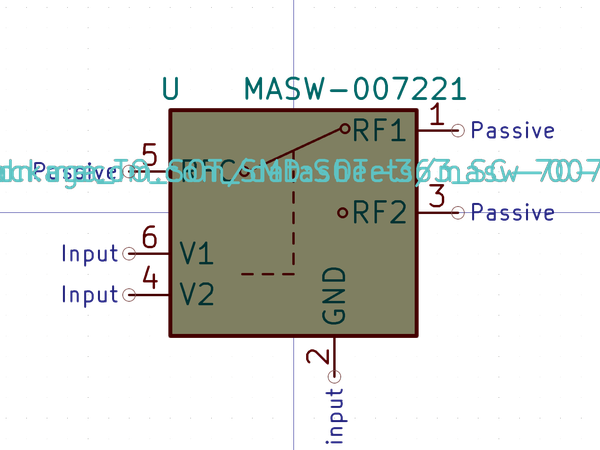 U MASW-007221
1 RF1 Passive
Passive 5
3 RF2 Passive
Input 6 V1
Input 4 V2
GND
2
input